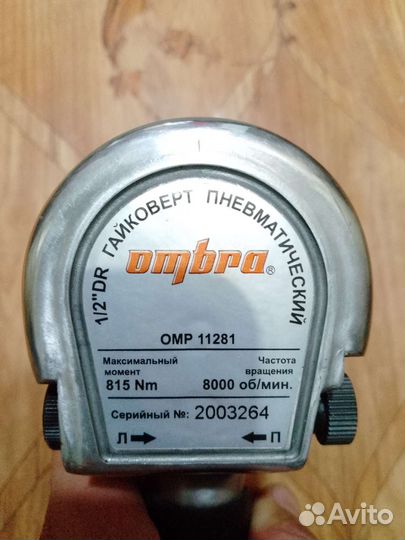 1/2"DR ГАЙКОВЕРТ ПНЕВМАТИЧЕСКИЙ
ombra®
OMP 11281
Максимальный момент
815 Nm
Частота вращения
8000 об/мин.
Серийный №: 2003264
Л П
Avito